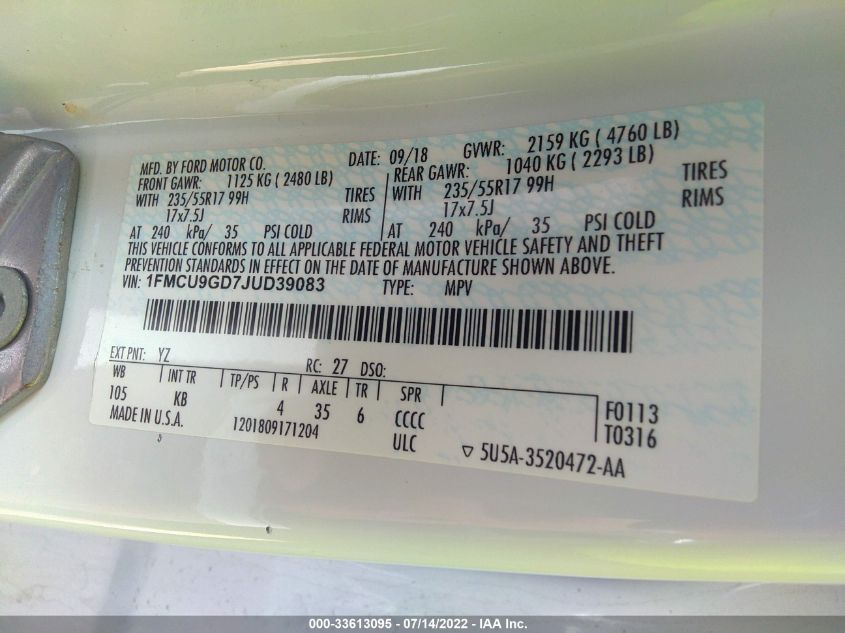 MFD. BY FORD MOTOR CO. DATE: 09/18 GVWR: 2159 KG ( 4760 LB)
FRONT GAWR: 1125 KG ( 2480 LB) REAR GAWR: 1040 KG ( 2293 LB)
WITH 235/55R17 99H TIRES WITH 235/55R17 99H TIRES
17x7.5J RIMS 17x7.5J RIMS
AT 240 kPa/ 35 PSI COLD AT 240 kPa/ 35 PSI COLD
THIS VEHICLE CONFORMS TO ALL APPLICABLE FEDERAL MOTOR VEHICLE SAFETY AND THEFT
PREVENTION STANDARDS IN EFFECT ON THE DATE OF MANUFACTURE SHOWN ABOVE.
VIN: 1FMCU9GD7JUD39083 TYPE: MPV
EXT PNT: YZ RC: 27 DSO:
WB INT TR TP/PS R AXLE TR SPR
105 KB 4 35 6 CCCC F0113
MADE IN U.S.A. 1201809171204 ULC T0316
▽ 5U5A-3520472-AA
000-33613095 - 07/14/2022 - IAA Inc.